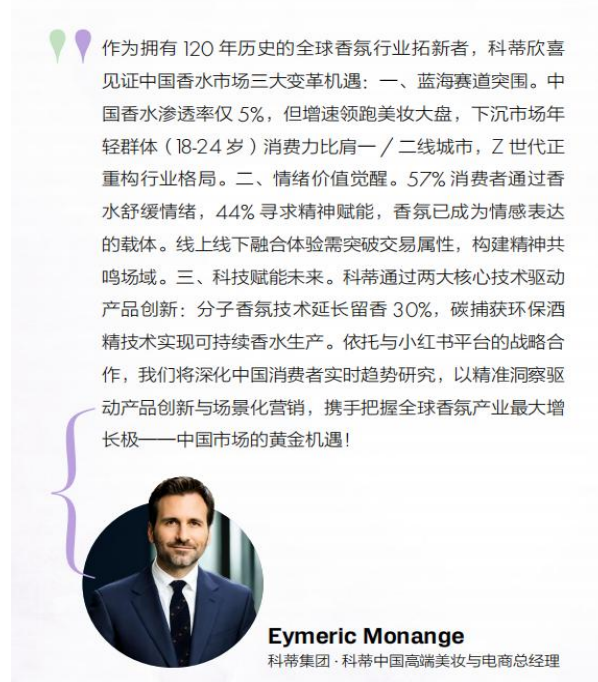 作为拥有 120 年历史的全球香氛行业拓新者，科蒂欣喜
见证中国香水市场三大变革机遇：一、蓝海赛道突围。中
国香水渗透率仅 5%，但增速领跑美妆大盘，下沉市场年
轻群体（18-24 岁）消费力比肩一 / 二线城市，Z 世代正
重构行业格局。二、情绪价值觉醒。57% 消费者通过香
水舒缓情绪，44% 寻求精神赋能，香氛已成为情感表达
的载体。线上线下融合体验需突破交易属性，构建精神共
鸣场域。三、科技赋能未来。科蒂通过两大核心技术驱动
产品创新：分子香氛技术延长留香 30%，碳捕获环保酒
精技术实现可持续香水生产。依托与小红书平台的战略合
作，我们将深化中国消费者实时趋势研究，以精准洞察驱
动产品创新与场景化营销，携手把握全球香氛产业最大增
长极——中国市场的黄金机遇！
Eymeric Monange
科蒂集团 · 科蒂中国高端美妆与电商总经理